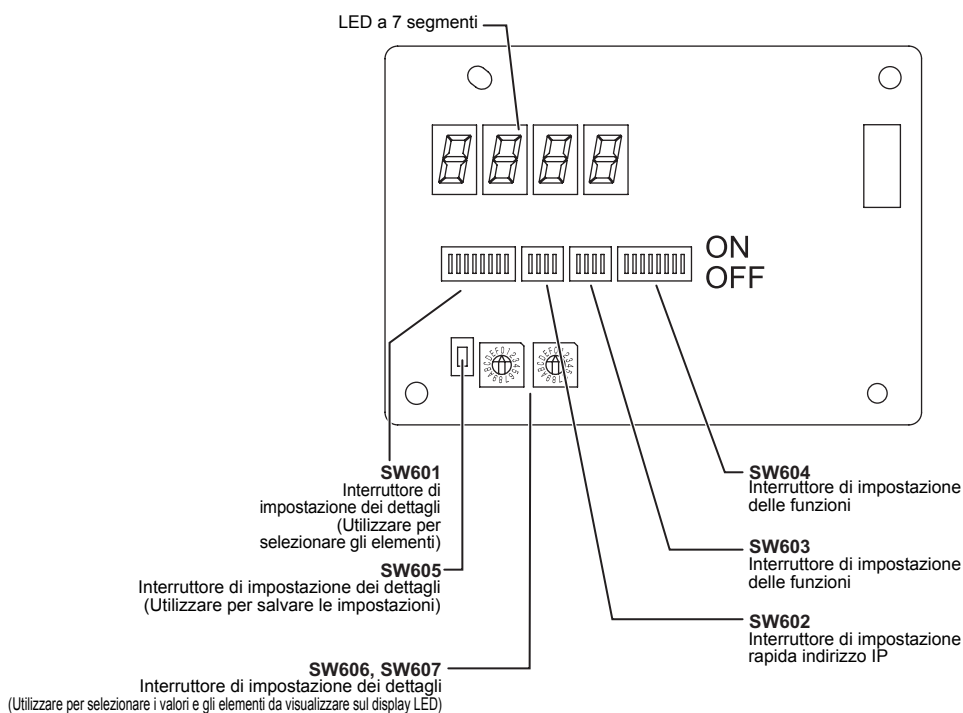 LED a 7 segmenti
ON
OFF
SW601
Interruttore di
impostazione dei dettagli
(Utilizzare per
selezionare gli elementi)
SW605
Interruttore di impostazione dei dettagli
(Utilizzare per salvare le impostazioni)
SW606, SW607
Interruttore di impostazione dei dettagli
(Utilizzare per selezionare i valori e gli elementi da visualizzare sul display LED)
SW604
Interruttore di impostazione
delle funzioni
SW603
Interruttore di impostazione
delle funzioni
SW602
Interruttore di impostazione
rapida indirizzo IP